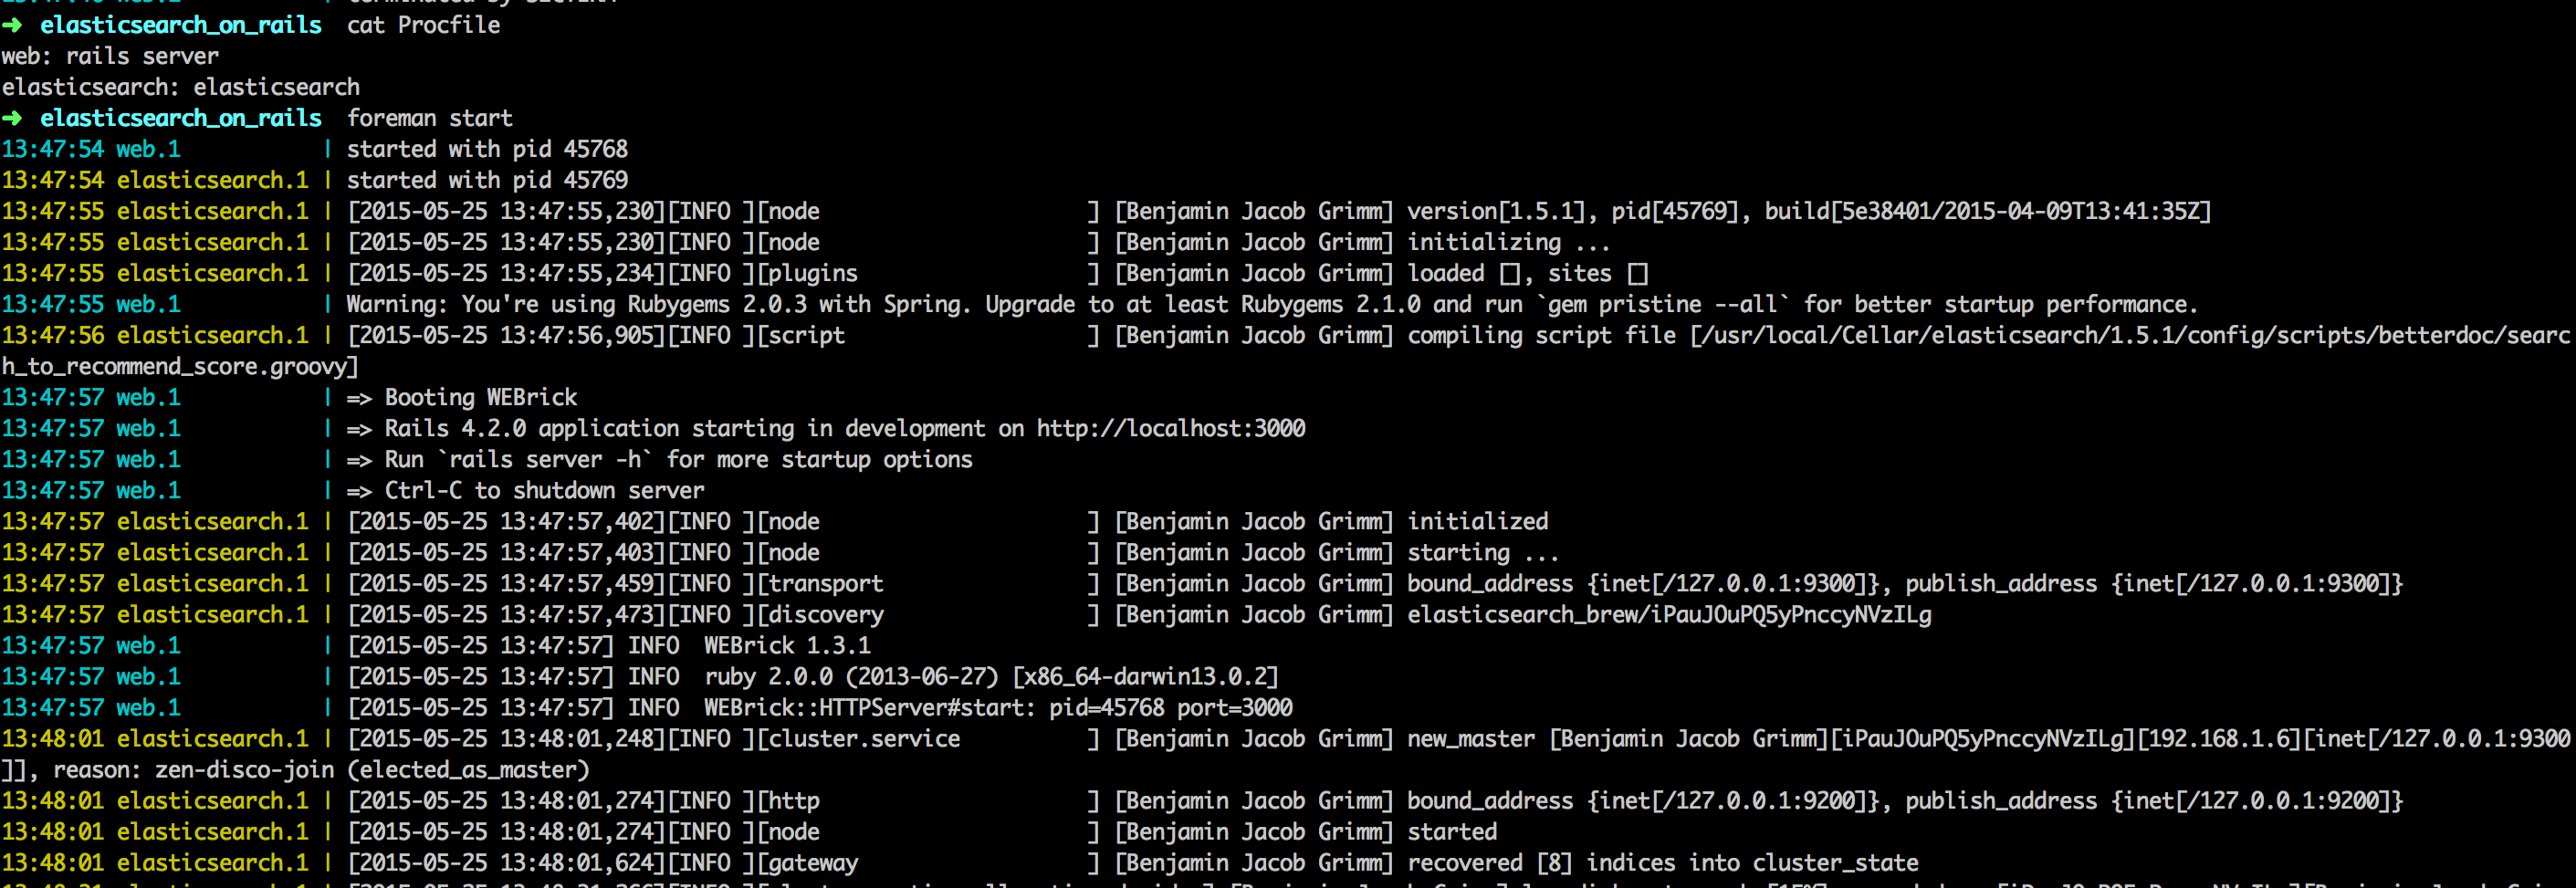 terminated by SIGTERM
➜  elasticsearch_on_rails  cat Procfile
web: rails server
elasticsearch: elasticsearch
➜  elasticsearch_on_rails  foreman start
13:47:54 web.1           | started with pid 45768
13:47:54 elasticsearch.1 | started with pid 45769
13:47:55 elasticsearch.1 | [2015-05-25 13:47:55,230][INFO ][node                     ] [Benjamin Jacob Grimm] version[1.5.1], pid[45769], build[5e38401/2015-04-09T13:41:35Z]
13:47:55 elasticsearch.1 | [2015-05-25 13:47:55,230][INFO ][node                     ] [Benjamin Jacob Grimm] initializing ...
13:47:55 elasticsearch.1 | [2015-05-25 13:47:55,234][INFO ][plugins                  ] [Benjamin Jacob Grimm] loaded [], sites []
13:47:55 web.1           | Warning: You're using Rubygems 2.0.3 with Spring. Upgrade to at least Rubygems 2.1.0 and run `gem pristine --all` for better startup performance.
13:47:56 elasticsearch.1 | [2015-05-25 13:47:56,905][INFO ][script                   ] [Benjamin Jacob Grimm] compiling script file [/usr/local/Cellar/elasticsearch/1.5.1/config/scripts/betterdoc/searc
h_to_recommend_score.groovy]
13:47:57 web.1           | => Booting WEBrick
13:47:57 web.1           | => Rails 4.2.0 application starting in development on http://localhost:3000
13:47:57 web.1           | => Run `rails server -h` for more startup options
13:47:57 web.1           | => Ctrl-C to shutdown server
13:47:57 elasticsearch.1 | [2015-05-25 13:47:57,402][INFO ][node                     ] [Benjamin Jacob Grimm] initialized
13:47:57 elasticsearch.1 | [2015-05-25 13:47:57,403][INFO ][node                     ] [Benjamin Jacob Grimm] starting ...
13:47:57 elasticsearch.1 | [2015-05-25 13:47:57,459][INFO ][transport                ] [Benjamin Jacob Grimm] bound_address {inet[/127.0.0.1:9300]}, publish_address {inet[/127.0.0.1:9300]}
13:47:57 elasticsearch.1 | [2015-05-25 13:47:57,473][INFO ][discovery                ] [Benjamin Jacob Grimm] elasticsearch_brew/iPauJOuPQ5yPnccyNVzILg
13:47:57 web.1           | [2015-05-25 13:47:57] INFO  WEBrick 1.3.1
13:47:57 web.1           | [2015-05-25 13:47:57] INFO  ruby 2.0.0 (2013-06-27) [x86_64-darwin13.0.2]
13:47:57 web.1           | [2015-05-25 13:47:57] INFO  WEBrick::HTTPServer#start: pid=45768 port=3000
13:48:01 elasticsearch.1 | [2015-05-25 13:48:01,248][INFO ][cluster.service          ] [Benjamin Jacob Grimm] new_master [Benjamin Jacob Grimm][iPauJOuPQ5yPnccyNVzILg][192.168.1.6][inet[/127.0.0.1:9300
]], reason: zen-disco-join (elected_as_master)
13:48:01 elasticsearch.1 | [2015-05-25 13:48:01,274][INFO ][http                     ] [Benjamin Jacob Grimm] bound_address {inet[/127.0.0.1:9200]}, publish_address {inet[/127.0.0.1:9200]}
13:48:01 elasticsearch.1 | [2015-05-25 13:48:01,274][INFO ][node                     ] [Benjamin Jacob Grimm] started
13:48:01 elasticsearch.1 | [2015-05-25 13:48:01,624][INFO ][gateway                  ] [Benjamin Jacob Grimm] recovered [8] indices into cluster_state